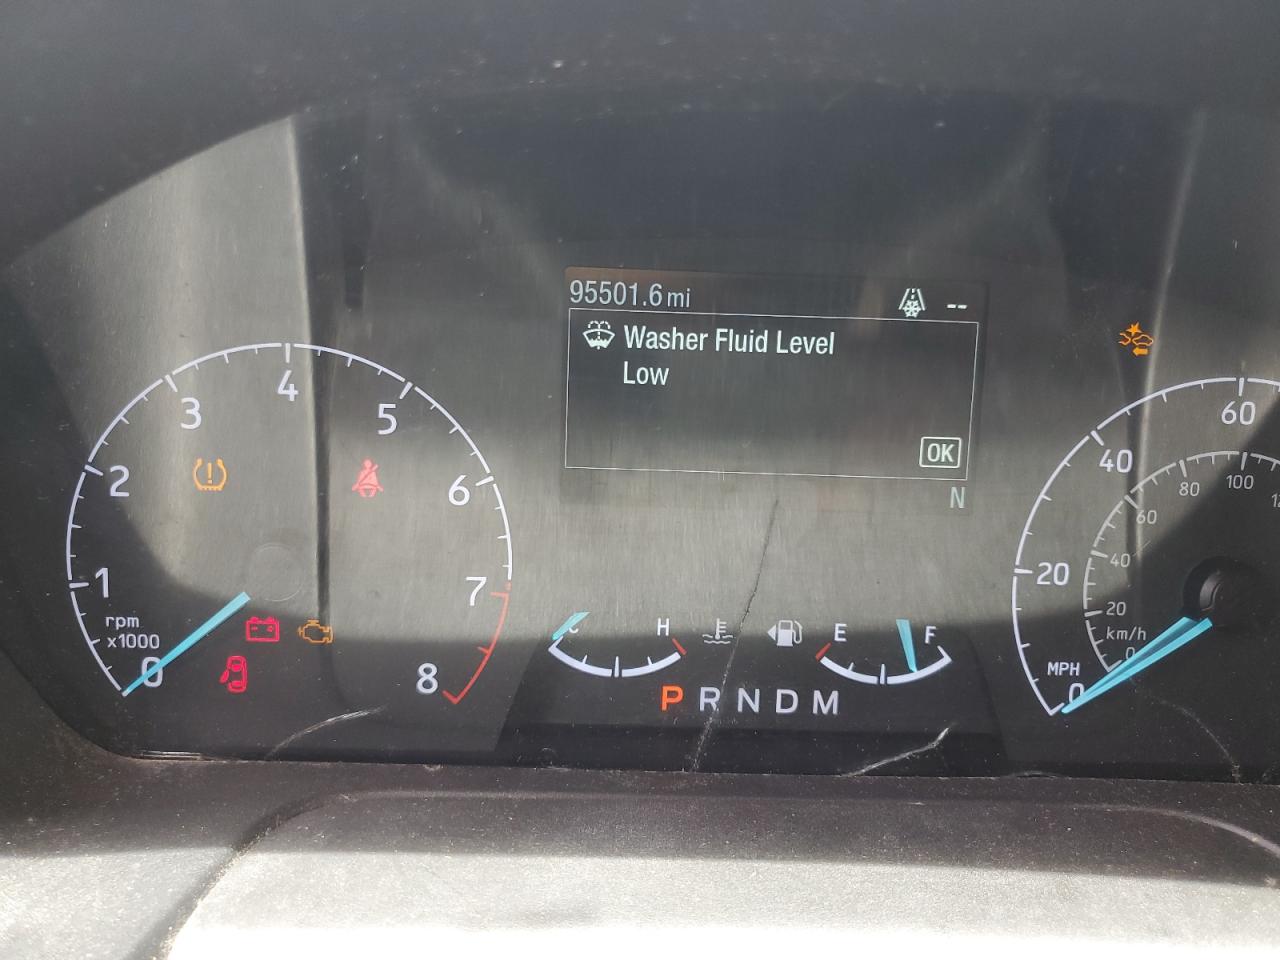 95501.6 mi --
Washer Fluid Level
Low
OK
N
1 2 3 4 5 6 7 8
rpm
x1000
0
C H
E F
P R N D M
20 40 60
20 40 60 80 100
km/h
0
MPH
0